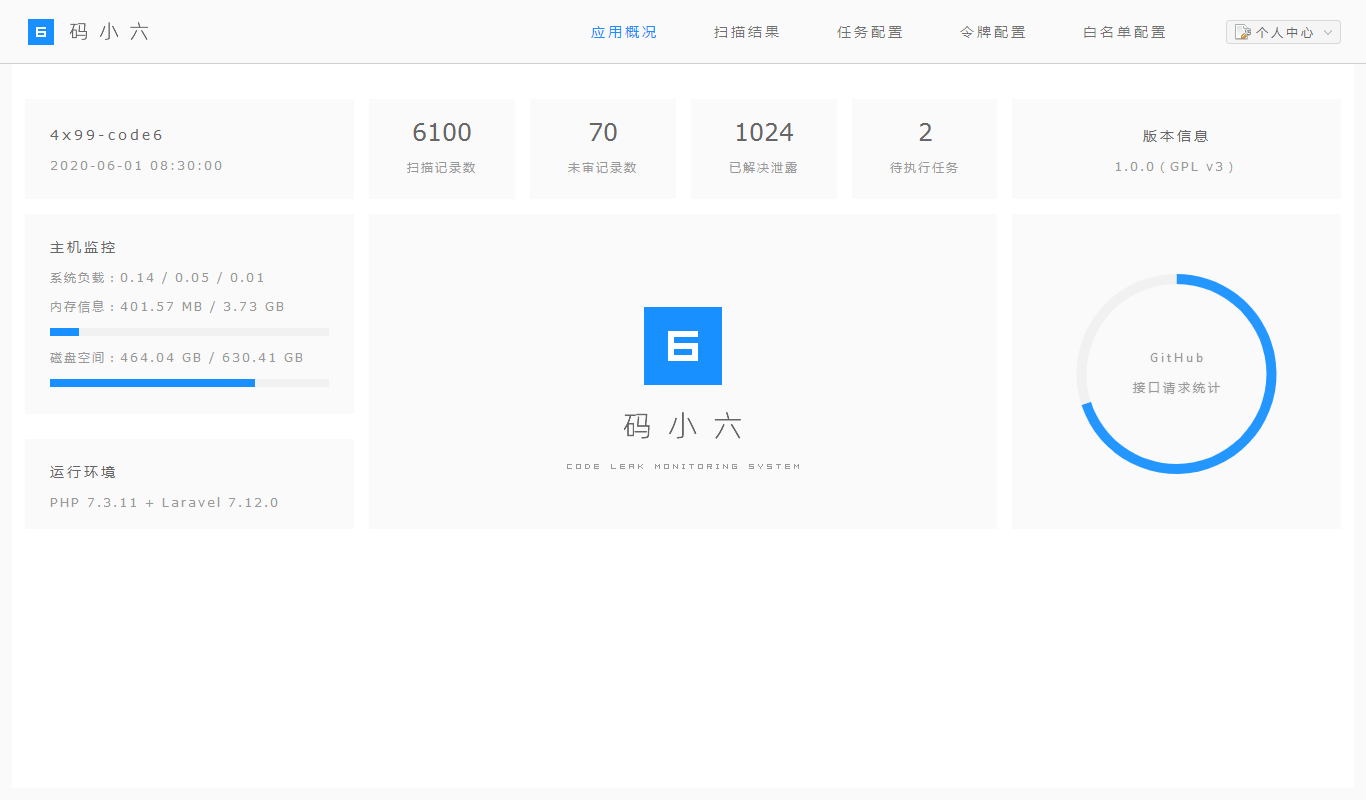 6 码小六
应用概况 扫描结果 任务配置 令牌配置 白名单配置 个人中心
4x99-code6
2020-06-01 08:30:00
6100
扫描记录数
70
未审记录数
1024
已解决泄露
2
待执行任务
版本信息
1.0.0 ( GPL v3 )
主机监控
系统负载 : 0.14 / 0.05 / 0.01
内存信息 : 401.57 MB / 3.73 GB
磁盘空间 : 464.04 GB / 630.41 GB
运行环境
PHP 7.3.11 + Laravel 7.12.0
6
码小六
CODE LEAK MONITORING SYSTEM
GitHub
接口请求统计